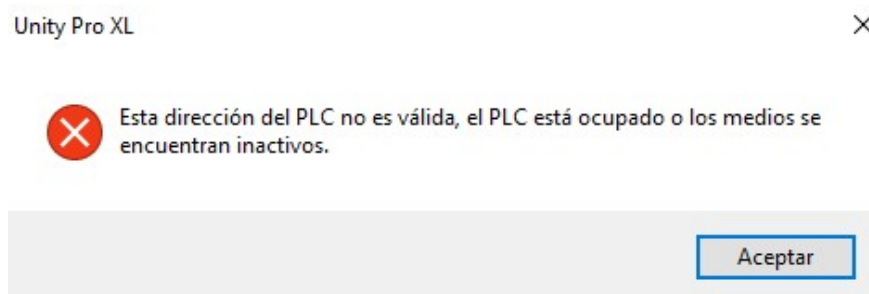 Unity Pro XL
Esta dirección del PLC no es válida, el PLC está ocupado o los medios se
encuentran inactivos.
Aceptar